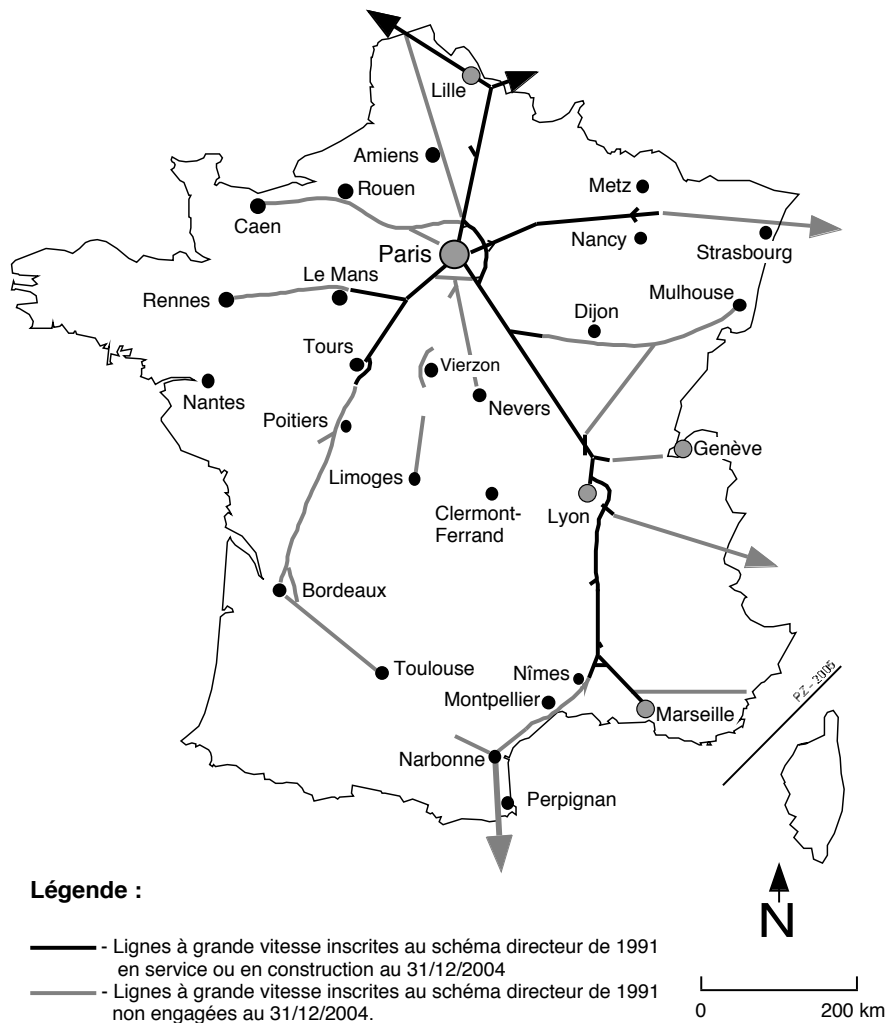 Lille
Amiens
Rouen
Caen
Metz
Nancy
Strasbourg
Paris
Le Mans
Rennes
Mulhouse
Dijon
Tours
Vierzon
Nantes
Nevers
Poitiers
Genève
Limoges
Clermont-
Ferrand
Lyon
Bordeaux
Toulouse
Nîmes
Montpellier
Marseille
PZ - 2005
Narbonne
Perpignan
Légende :
- Lignes à grande vitesse inscrites au schéma directeur de 1991
en service ou en construction au 31/12/2004
- Lignes à grande vitesse inscrites au schéma directeur de 1991
non engagées au 31/12/2004.
N
0 200 km